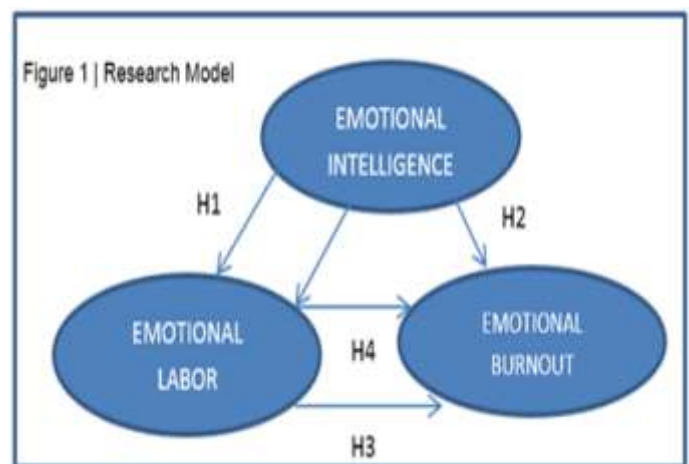 Figure 1 | Research Model
EMOTIONAL
INTELLIGENCE
H1
H2
EMOTIONAL
LABOR
EMOTIONAL
BURNOUT
H4
H3